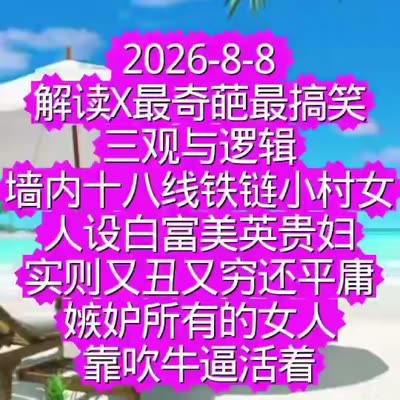 2026-8-8
解读X最奇葩最搞笑
三观与逻辑
墙内十八线铁链小村女
人设白富美英贵妇
实则又丑又穷还平庸
嫉妒所有的女人
靠吹牛逼活着